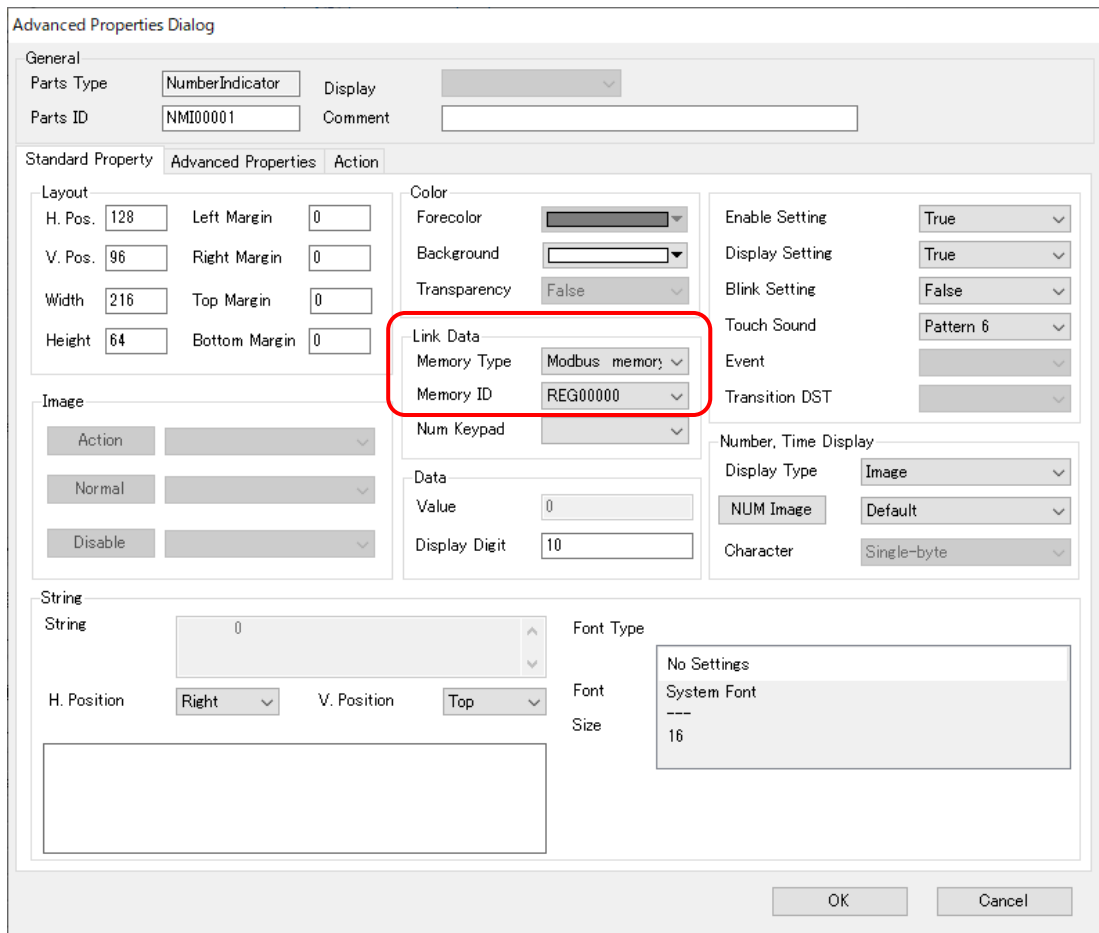 Advanced Properties Dialog
General
Parts Type NumberIndicator Display
Parts ID NMI00001 Comment
Standard Property Advanced Properties Action
Layout
H. Pos. 128 Left Margin 0
V. Pos. 96 Right Margin 0
Width 216 Top Margin 0
Height 64 Bottom Margin 0
Image
Action
Normal
Disable
Color
Forecolor
Background
Transparency False
Link Data
Memory Type Modbus memory
Memory ID REG00000
Num Keypad
Data
Value 0
Display Digit 10
Enable Setting True
Display Setting True
Blink Setting False
Touch Sound Pattern 6
Event
Transition DST
Number, Time Display
Display Type Image
NUM Image Default
Character Single-byte
String
String 0
H. Position Right V. Position Top
Font Type No Settings
Font System Font
---
Size 16
OK Cancel